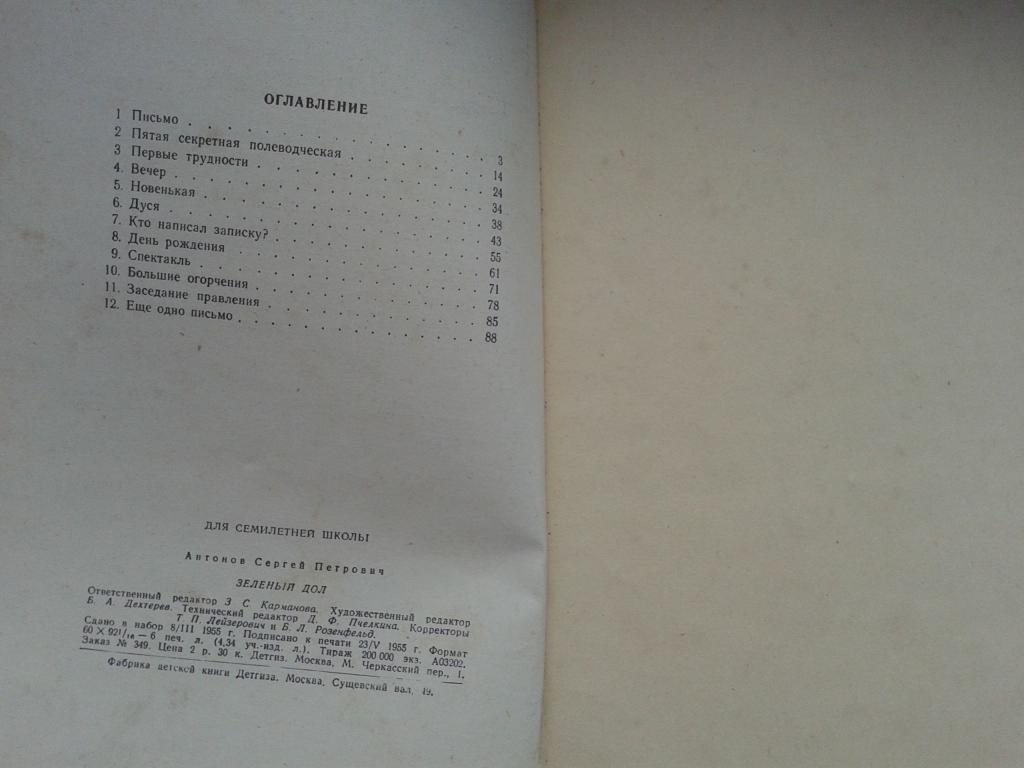 ОГЛАВЛЕНИЕ
1 Письмо . . . . . . . . . . . . . . . . 3
2 Пятая секретная полеводческая . . . . . . . . 14
3 Первые трудности . . . . . . . . . . . . 24
4. Вечер . . . . . . . . . . . . . . . . 34
5. Новенькая . . . . . . . . . . . . . . 38
6. Дуся . . . . . . . . . . . . . . . . 43
7. Кто написал записку? . . . . . . . . . . . 55
8. День рождения . . . . . . . . . . . . . 61
9. Спектакль . . . . . . . . . . . . . . 71
10. Большие огорчения . . . . . . . . . . . . 78
11. Заседание правления . . . . . . . . . . . 85
12. Еще одно письмо . . . . . . . . . . . . 88
ДЛЯ СЕМИЛЕТНЕЙ ШКОЛЫ
Антонов Сергей Петрович
ЗЕЛЕНЫЙ ДОЛ
Ответственный редактор З С. Карманова. Художественный редактор
Б. А. Дехтерев. Технический редактор Д. Ф. Пчелкина. Корректоры
Т. П. Лейзерович и Б. Л. Розенфельд.
Сдано в набор 8/III 1955 г. Подписано к печати 23/V 1955 г. Формат
60 × 92 1/16 — 6 печ. л. (4,34 уч.-изд. л.). Тираж 200 000 экз. А03202.
Заказ № 349. Цена 2 р. 30 к. Детгиз. Москва, М. Черкасский пер., 1.
Фабрика детской книги Детгиза. Москва, Сущевский вал, 49.